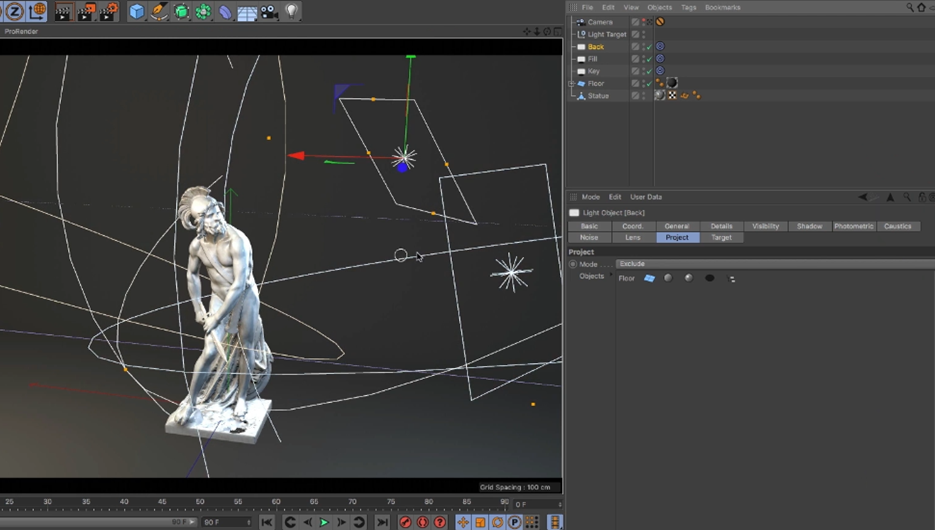 File Edit View Objects Tags Bookmarks
ProRender
Camera
Light Target
Back
Fill
Key
Floor
Statue
Mode Edit User Data
Light Object [Back]
Basic Coord. General Details Visibility Shadow Photometric Caustics
Noise Lens Project Target
Project
Mode Exclude
Objects Floor
Grid Spacing : 100 cm
25 30 35 40 45 50 55 60 65 70 75 80 85 90 0 F
90 F 90 F